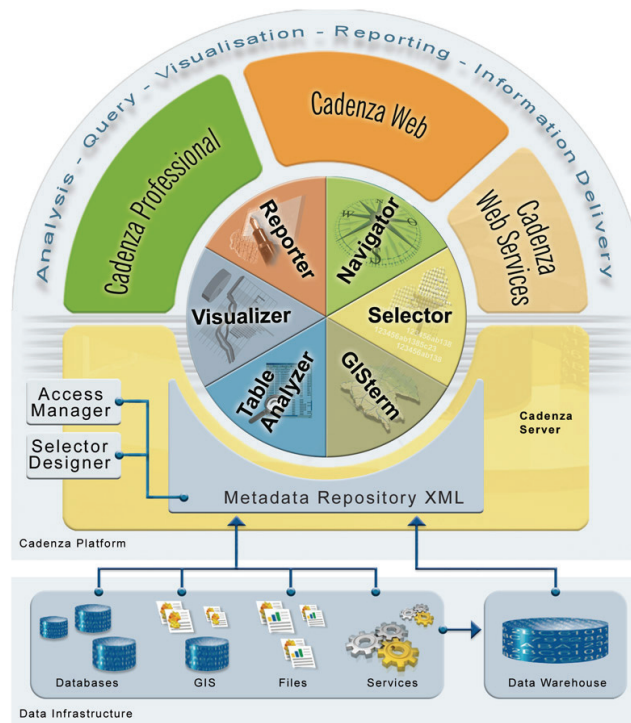 Analysis - Query - Visualisation - Reporting - Information Delivery
Cadenza Professional
Cadenza Web
Cadenza
Web Services
Reporter
Navigator
Visualizer
Selector
Table
Analyzer
GISterm
Access
Manager
Selector
Designer
Cadenza
Server
Metadata Repository XML
Cadenza Platform
Databases
GIS
Files
Services
Data Warehouse
Data Infrastructure